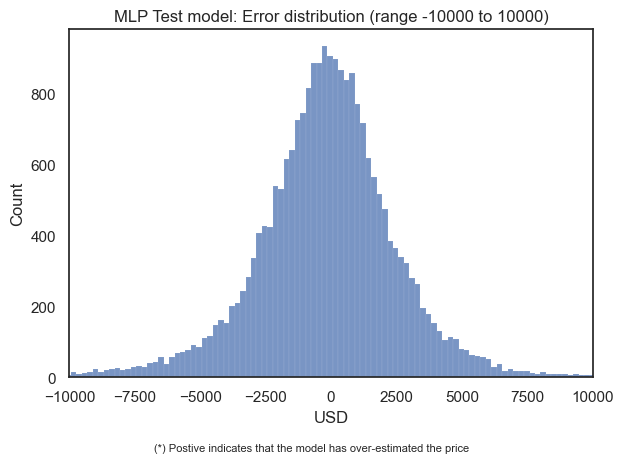 MLP Test model: Error distribution (range -10000 to 10000)
Count
800
600
400
200
0
−10000 −7500 −5000 −2500 0 2500 5000 7500 10000
USD
(*) Postive indicates that the model has over-estimated the price